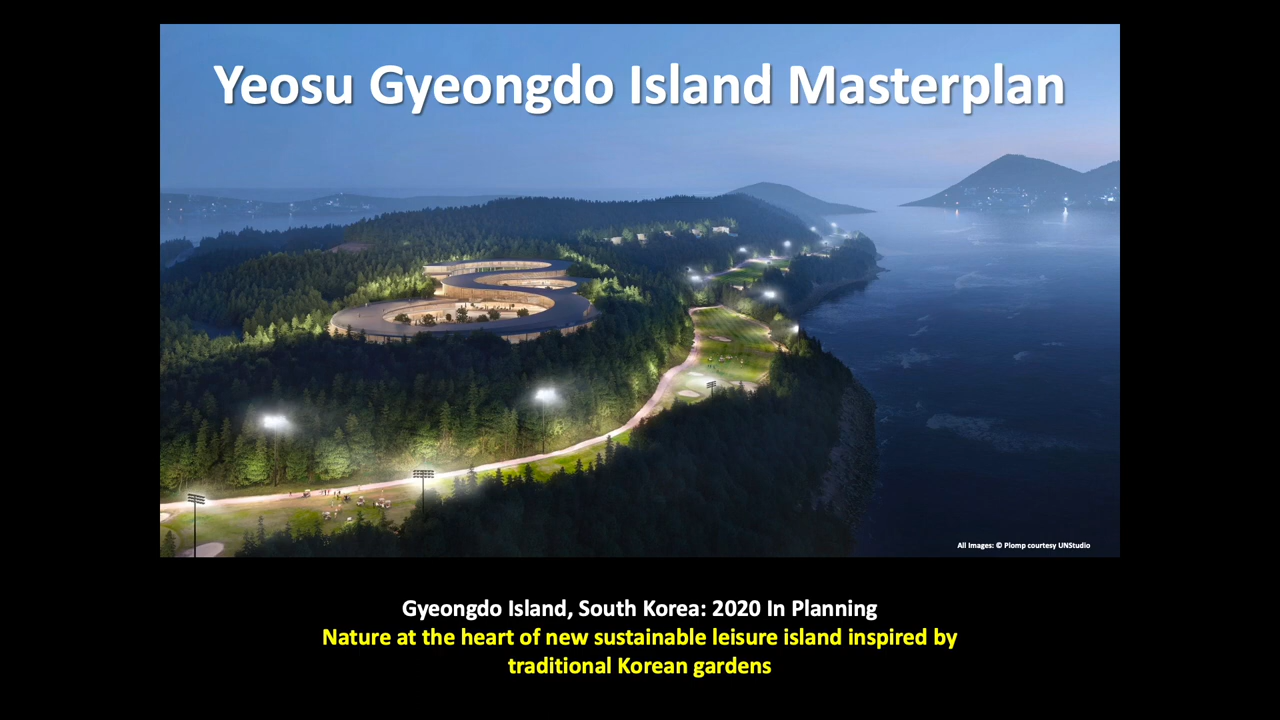 Yeosu Gyeongdo Island Masterplan
All Images: © Plomp courtesy UNStudio
Gyeongdo Island, South Korea: 2020 In Planning
Nature at the heart of new sustainable leisure island inspired by
traditional Korean gardens